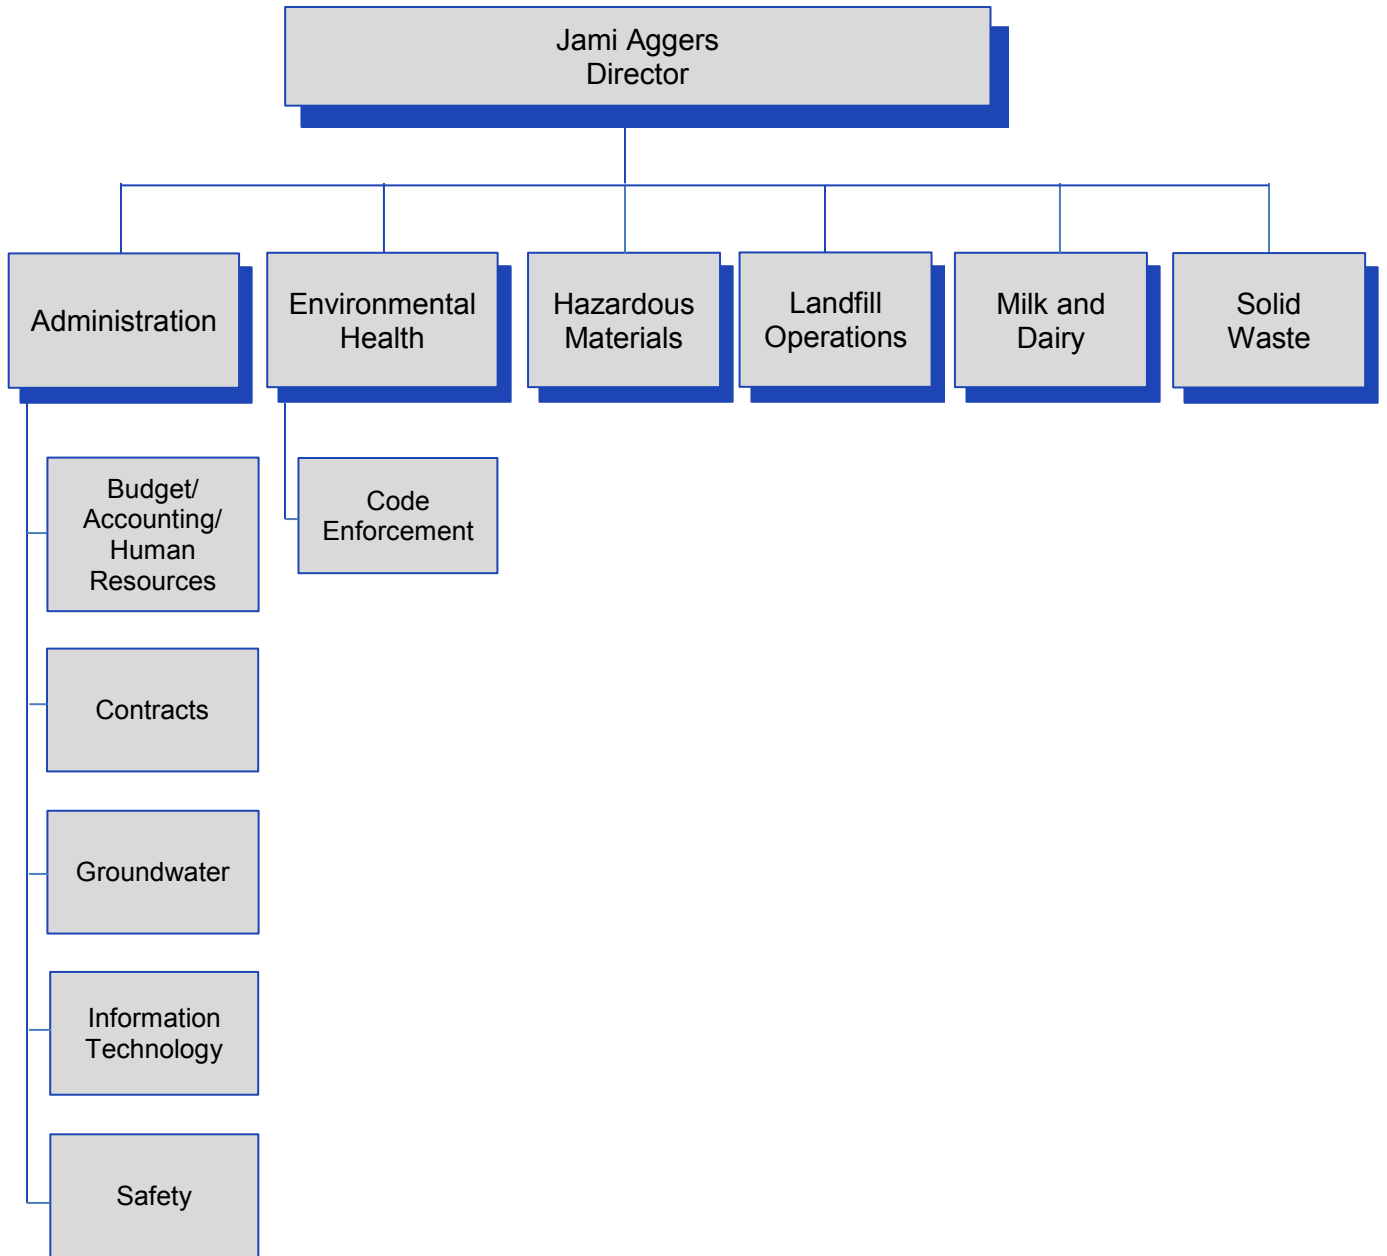 Jami Aggers
Director
Administration
Environmental
Health
Hazardous
Materials
Landfill
Operations
Milk and
Dairy
Solid
Waste
Budget/
Accounting/
Human
Resources
Code
Enforcement
Contracts
Groundwater
Information
Technology
Safety